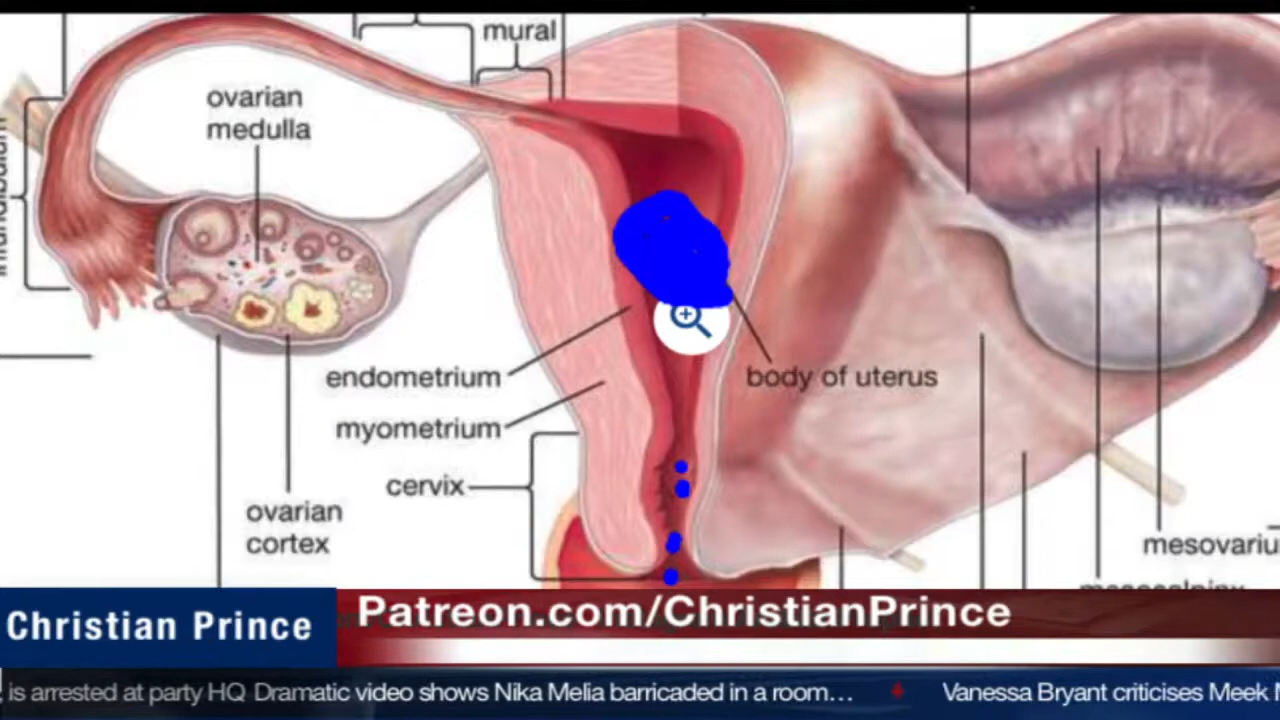 mural
ovarian
medulla
endometrium
body of uterus
myometrium
cervix
ovarian
cortex
Christian Prince
Patreon.com/ChristianPrince
is arrested at party HQ Dramatic video shows Nika Melia barricaded in a room... Vanessa Bryant criticises Meek